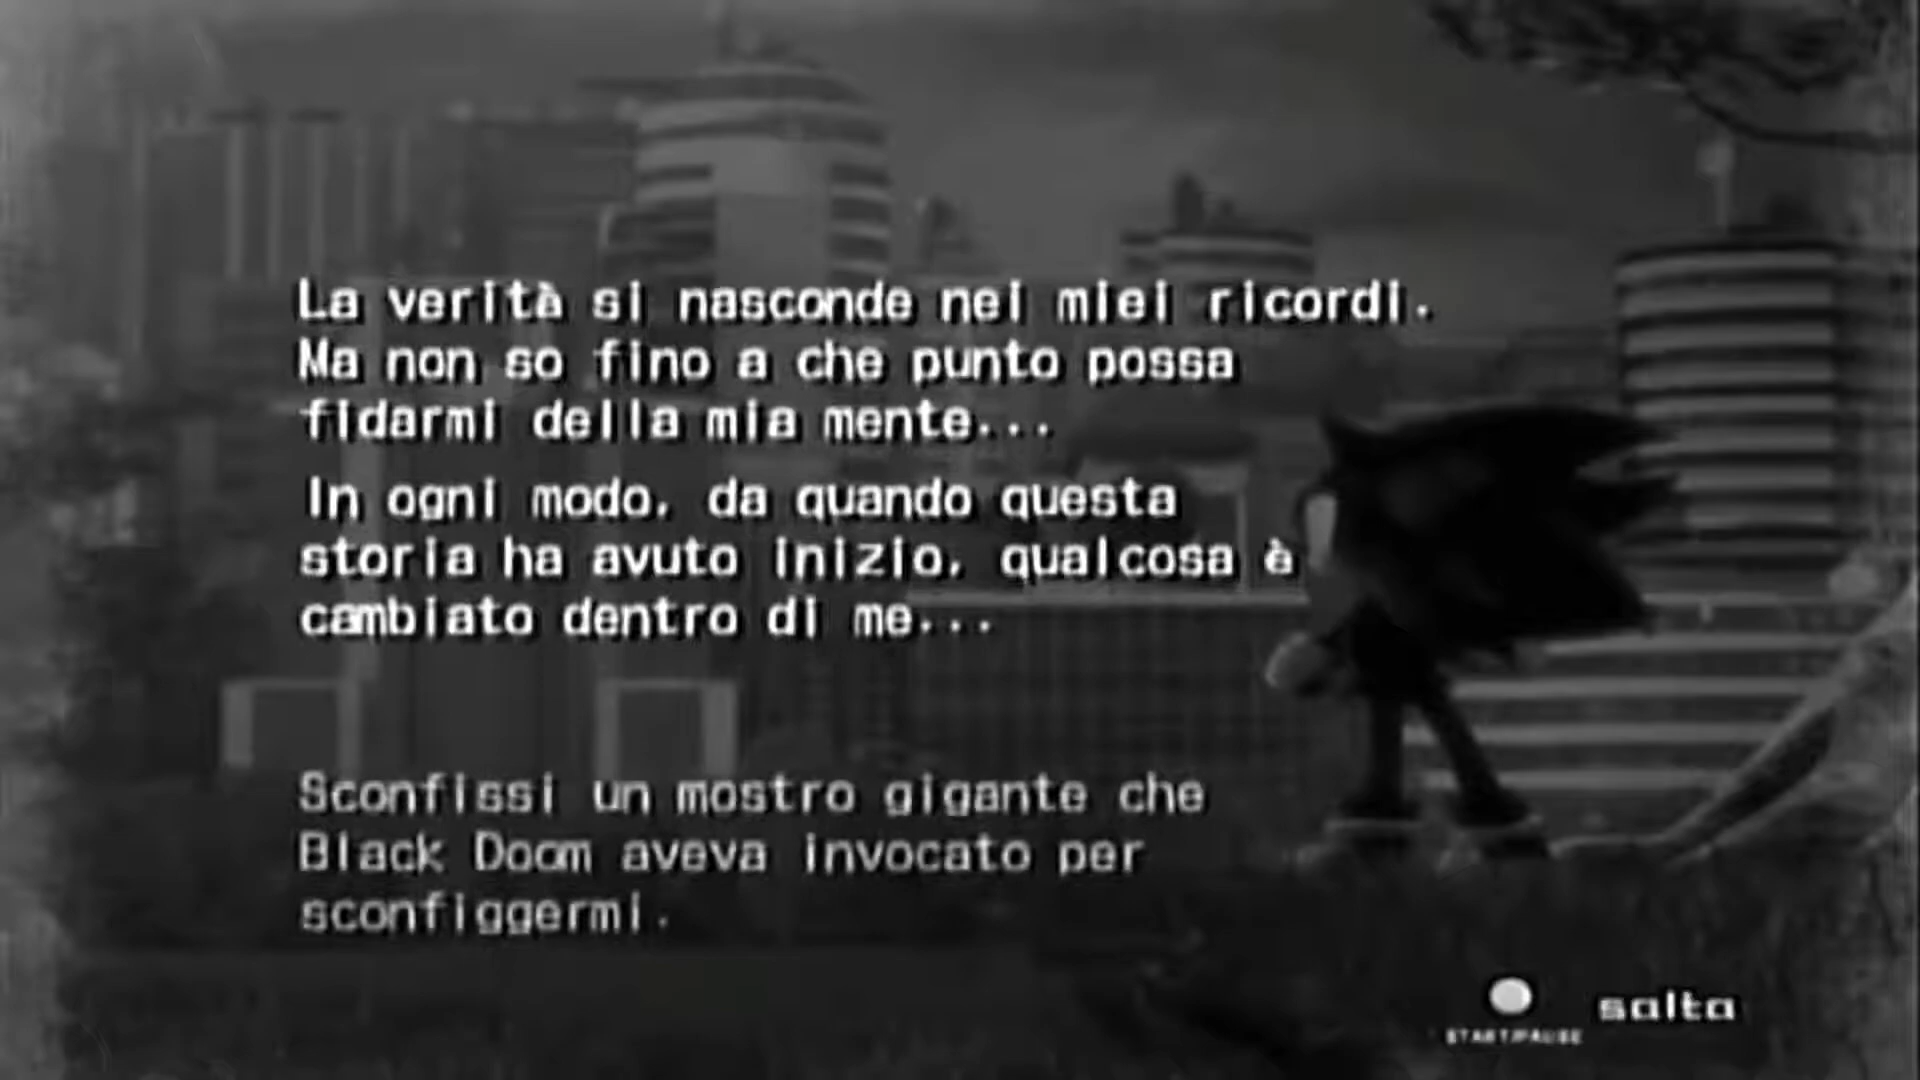 La verità si nasconde nei miei ricordi.
Ma non so fino a che punto possa
fidarmi della mia mente...
In ogni modo, da quando questa
storia ha avuto inizio, qualcosa è
cambiato dentro di me...
Sconfissi un mostro gigante che
Black Doom aveva invocato per
sconfiggermi.
salta
START/PAUSE